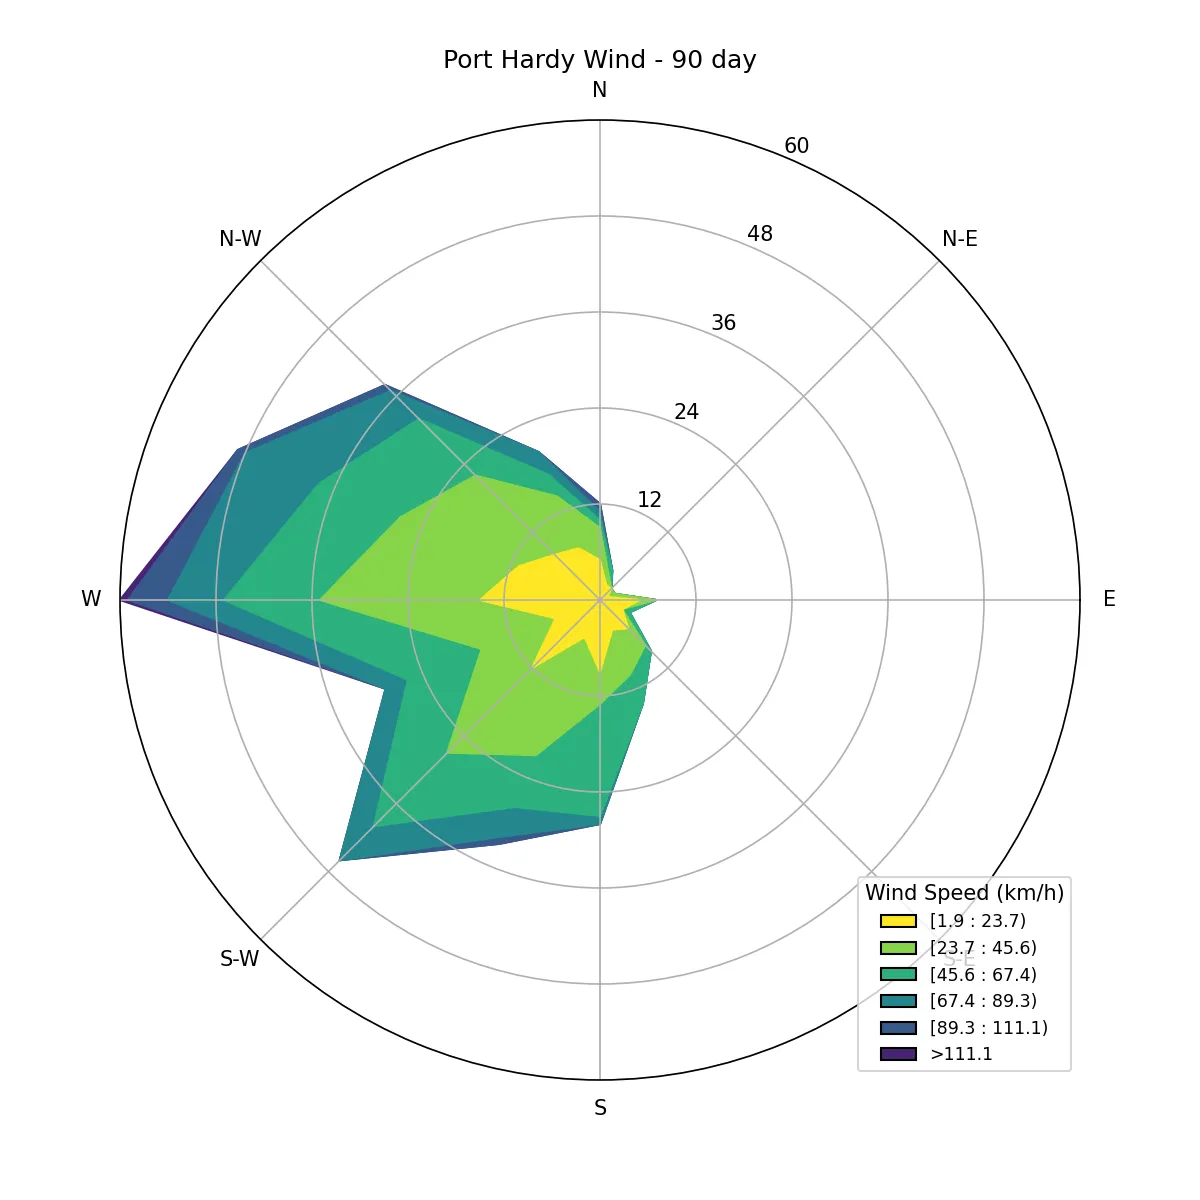 Port Hardy Wind - 90 day
N
60
N-W
48
N-E
36
24
12
W
E
S-W
S-E
S
Wind Speed (km/h)
[1.9 : 23.7)
[23.7 : 45.6)
[45.6 : 67.4)
[67.4 : 89.3)
[89.3 : 111.1)
>111.1